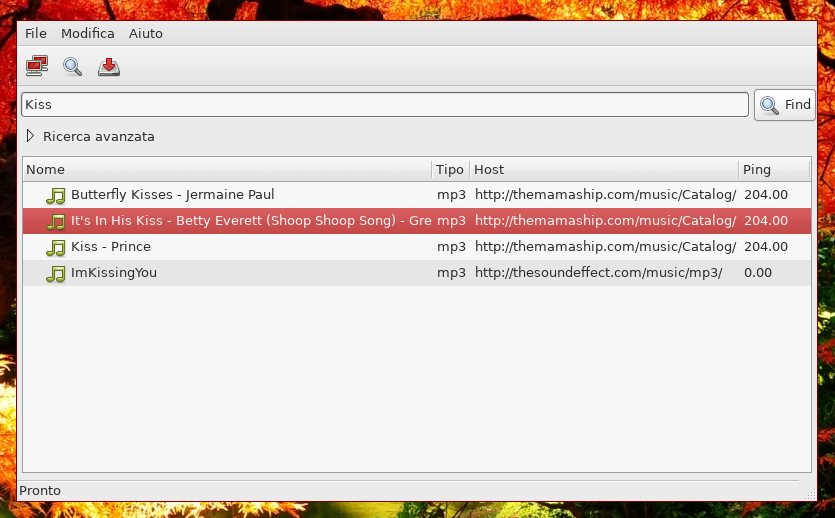 File Modifica Aiuto
Kiss Find
Ricerca avanzata
Nome Tipo Host Ping
Butterfly Kisses - Jermaine Paul mp3 http://themamaship.com/music/Catalog/ 204.00
It's In His Kiss - Betty Everett (Shoop Shoop Song) - Gre mp3 http://themamaship.com/music/Catalog/ 204.00
Kiss - Prince mp3 http://themamaship.com/music/Catalog/ 204.00
ImKissingYou mp3 http://thesoundeffect.com/music/mp3/ 0.00
Pronto